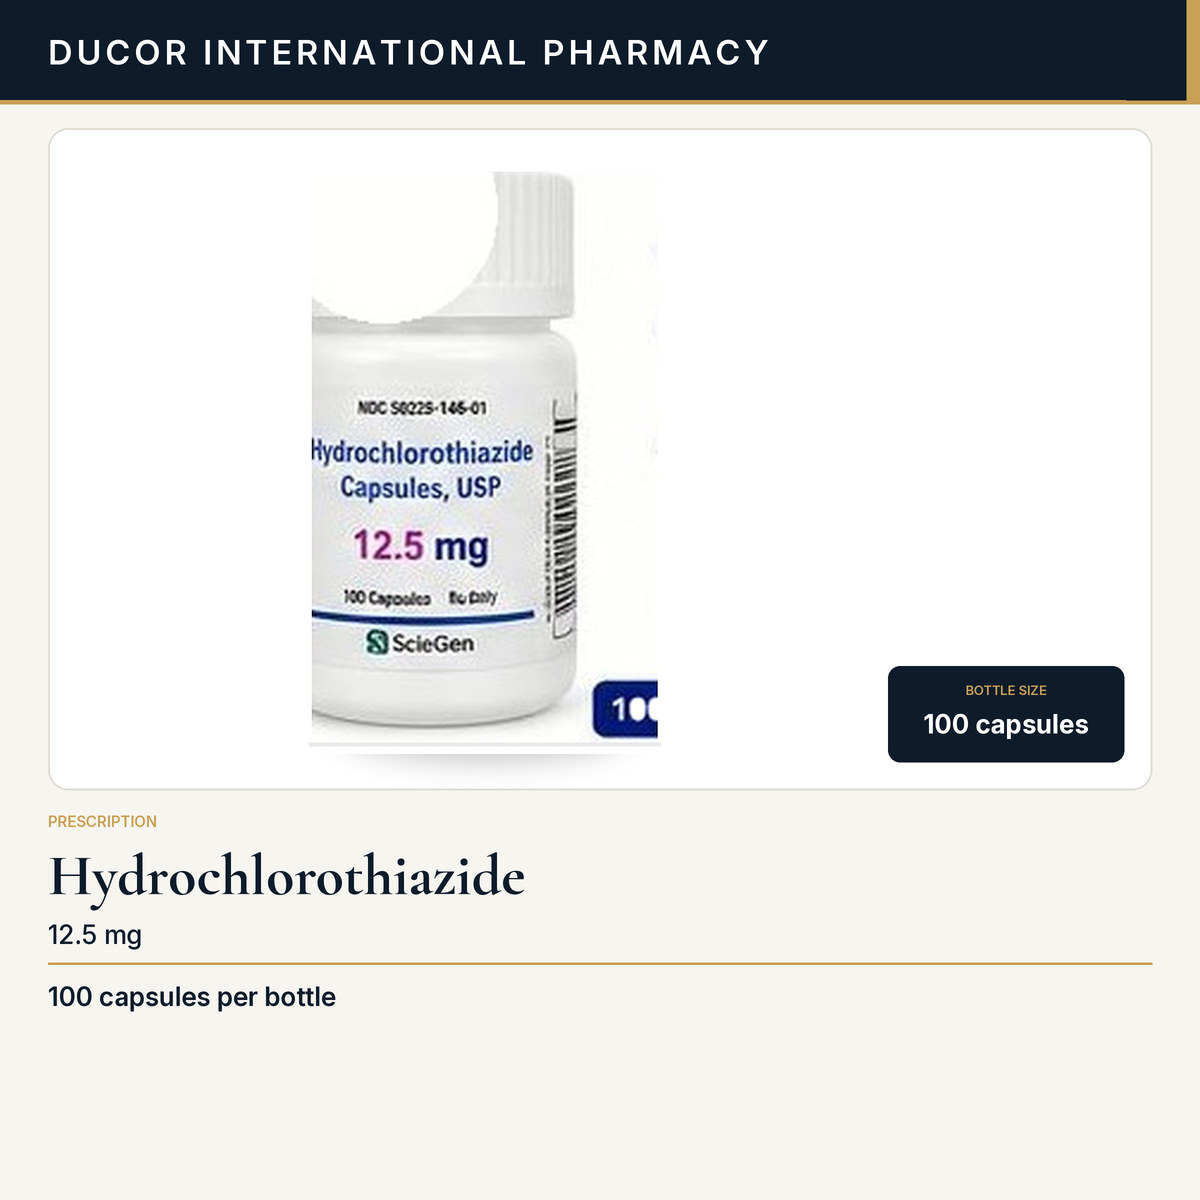 DUCOR INTERNATIONAL PHARMACY
NDC 50225-146-01
Hydrochlorothiazide
Capsules, USP
12.5 mg
100 Capsules
ScieGen
BOTTLE SIZE
100 capsules
PRESCRIPTION
Hydrochlorothiazide
12.5 mg
100 capsules per bottle